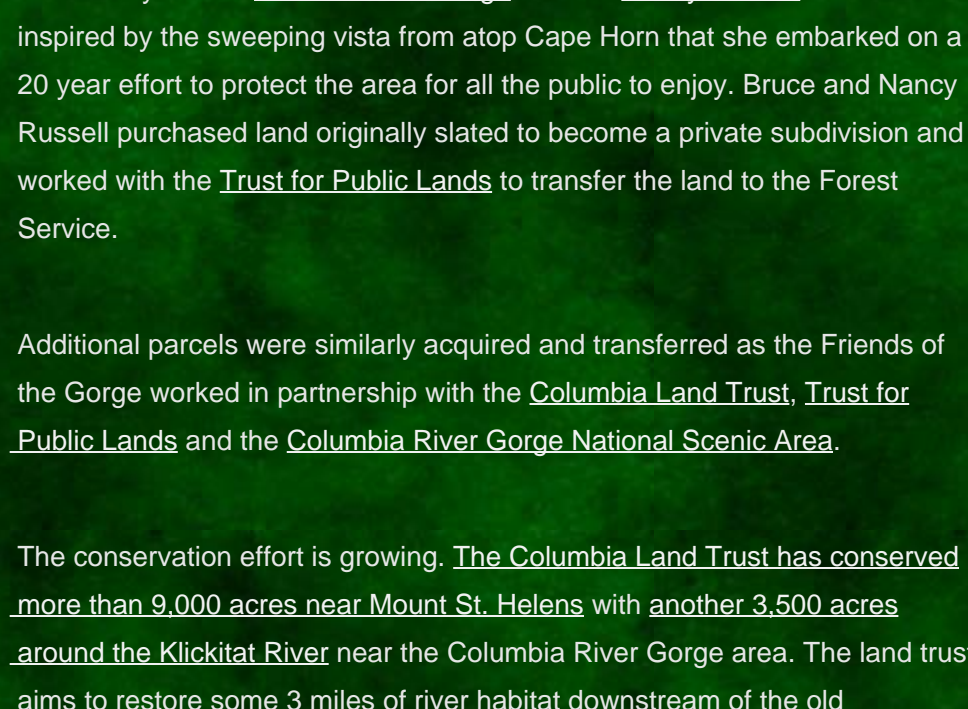 inspired by the sweeping vista from atop Cape Horn that she embarked on a
20 year effort to protect the area for all the public to enjoy. Bruce and Nancy
Russell purchased land originally slated to become a private subdivision and
worked with the Trust for Public Lands to transfer the land to the Forest
Service.
Additional parcels were similarly acquired and transferred as the Friends of
the Gorge worked in partnership with the Columbia Land Trust, Trust for
Public Lands and the Columbia River Gorge National Scenic Area.
The conservation effort is growing. The Columbia Land Trust has conserved
more than 9,000 acres near Mount St. Helens with another 3,500 acres
around the Klickitat River near the Columbia River Gorge area. The land trust
aims to restore some 3 miles of river habitat downstream of the old